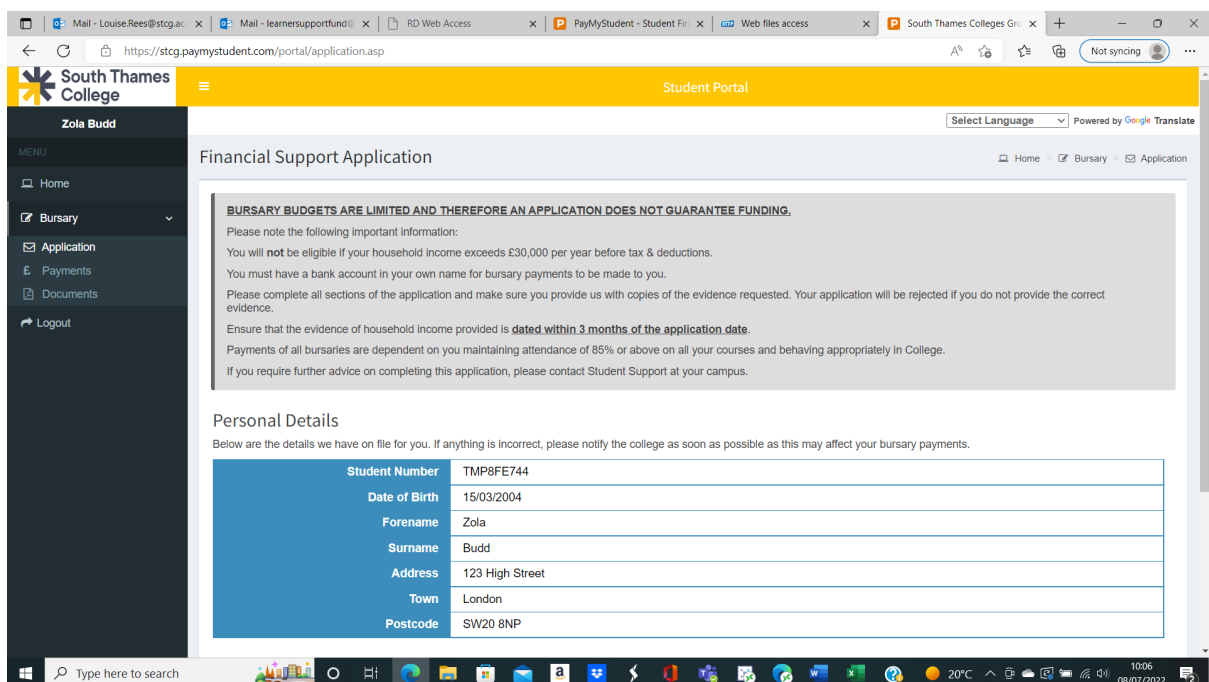 Mail - Louise.Rees@stcg.ac.
Mail - learnersupportfund@
RD Web Access
PayMyStudent - Student Fin
Web files access
South Thames Colleges Gro
https://stcg.paymystudent.com/portal/application.asp
Not syncing
South Thames
College
Student Portal
Zola Budd
Select Language
Powered by Google Translate
MENU
Financial Support Application
Home > Bursary > Application
Home
Bursary
Application
£ Payments
Documents
Logout
BURSARY BUDGETS ARE LIMITED AND THEREFORE AN APPLICATION DOES NOT GUARANTEE FUNDING.
Please note the following important information:
You will not be eligible if your household income exceeds £30,000 per year before tax & deductions.
You must have a bank account in your own name for bursary payments to be made to you.
Please complete all sections of the application and make sure you provide us with copies of the evidence requested. Your application will be rejected if you do not provide the correct
evidence.
Ensure that the evidence of household income provided is dated within 3 months of the application date.
Payments of all bursaries are dependent on you maintaining attendance of 85% or above on all your courses and behaving appropriately in College.
If you require further advice on completing this application, please contact Student Support at your campus.
Personal Details
Below are the details we have on file for you. If anything is incorrect, please notify the college as soon as possible as this may affect your bursary payments.
Student Number TMP8FE744
Date of Birth 15/03/2004
Forename Zola
Surname Budd
Address 123 High Street
Town London
Postcode SW20 8NP
Type here to search
20°C
10:06
08/07/2022